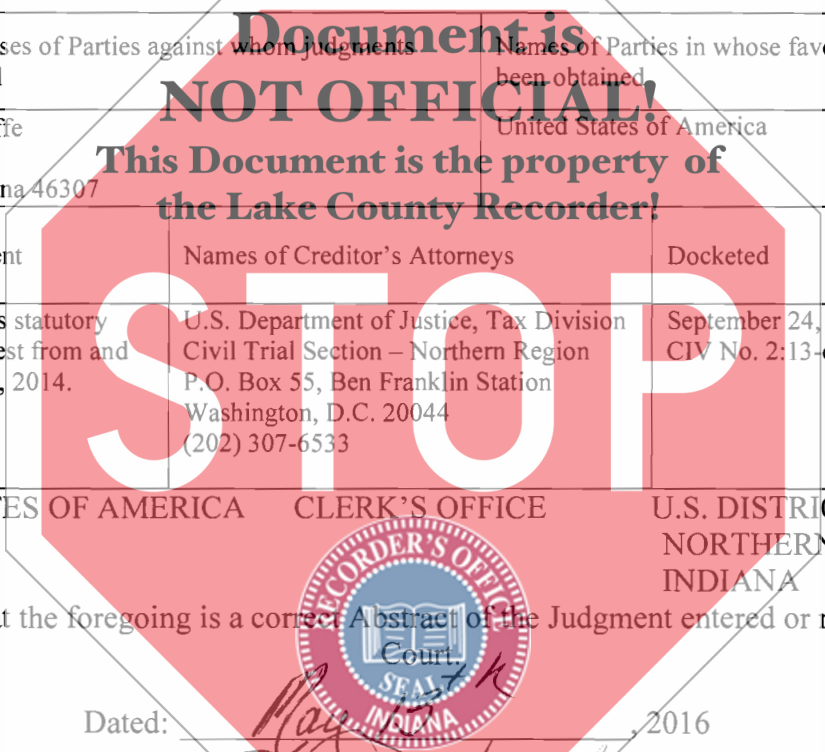 Document is
ses of Parties against whom judgments Names of Parties in whose favo
been obtained
NOT OFFICIAL!
ffe United States of America
This Document is the property of
na 46307
the Lake County Recorder!
nt Names of Creditor's Attorneys Docketed
s statutory U.S. Department of Justice, Tax Division September 24,
est from and Civil Trial Section – Northern Region CIV No. 2:13-
, 2014. P.O. Box 55, Ben Franklin Station
Washington, D.C. 20044
(202) 307-6533
STOP
ES OF AMERICA CLERK'S OFFICE U.S. DISTRI
NORTHERN
INDIANA
RECORDER'S OFFICE
t the foregoing is a correct Abstract of the Judgment entered or
Court.
SEAL
INDIANA
Dated: May 13th, 2016